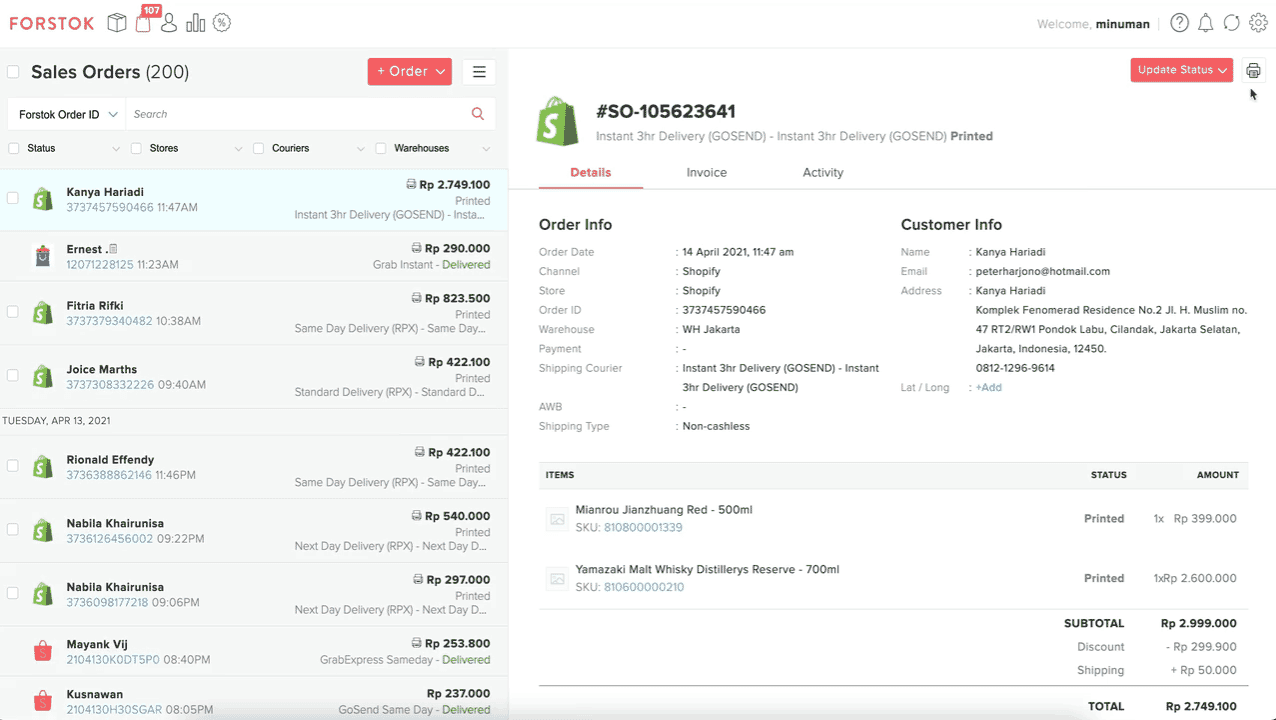 FORSTOK
107
Welcome, minuman
Sales Orders (200)
+ Order
Update Status
Forstok Order ID
Search
Status
Stores
Couriers
Warehouses
Kanya Hariadi
Rp 2.749.100
3737457590466 11:47AM
Printed
Instant 3hr Delivery (GOSEND) - Insta...
Ernest .
Rp 290.000
12071228125 11:23AM
Grab Instant - Delivered
Fitria Rifki
Rp 823.500
3737379340482 10:38AM
Printed
Same Day Delivery (RPX) - Same Day...
Joice Marths
Rp 422.100
3737308332226 09:40AM
Printed
Standard Delivery (RPX) - Standard D...
TUESDAY, APR 13, 2021
Rionald Effendy
Rp 422.100
3736388862146 11:46PM
Printed
Same Day Delivery (RPX) - Same Day...
Nabila Khairunisa
Rp 540.000
3736126456002 09:22PM
Printed
Next Day Delivery (RPX) - Next Day D...
Nabila Khairunisa
Rp 297.000
3736098177218 09:06PM
Printed
Next Day Delivery (RPX) - Next Day D...
Mayank Vij
Rp 253.800
2104130K0DT5P0 08:40PM
GrabExpress Sameday - Delivered
Kusnawan
Rp 237.000
2104130H30SGAR 08:05PM
GoSend Same Day - Delivered
#SO-105623641
Instant 3hr Delivery (GOSEND) - Instant 3hr Delivery (GOSEND) Printed
Details
Invoice
Activity
Order Info
Order Date : 14 April 2021, 11:47 am
Channel : Shopify
Store : Shopify
Order ID : 3737457590466
Warehouse : WH Jakarta
Payment : -
Shipping Courier : Instant 3hr Delivery (GOSEND) - Instant
3hr Delivery (GOSEND)
AWB : -
Shipping Type : Non-cashless
Customer Info
Name : Kanya Hariadi
Email : peterharjono@hotmail.com
Address : Kanya Hariadi
Komplek Fenomerad Residence No.2 Jl. H. Muslim no.
47 RT2/RW1 Pondok Labu, Cilandak, Jakarta Selatan,
Jakarta, Indonesia, 12450.
0812-1296-9614
Lat / Long : +Add
ITEMS STATUS AMOUNT
Mianrou Jianzhuang Red - 500ml
SKU: 810800001339
Printed 1x Rp 399.000
Yamazaki Malt Whisky Distillerys Reserve - 700ml
SKU: 810600000210
Printed 1xRp 2.600.000
SUBTOTAL Rp 2.999.000
Discount - Rp 299.900
Shipping + Rp 50.000
TOTAL Rp 2.749.100